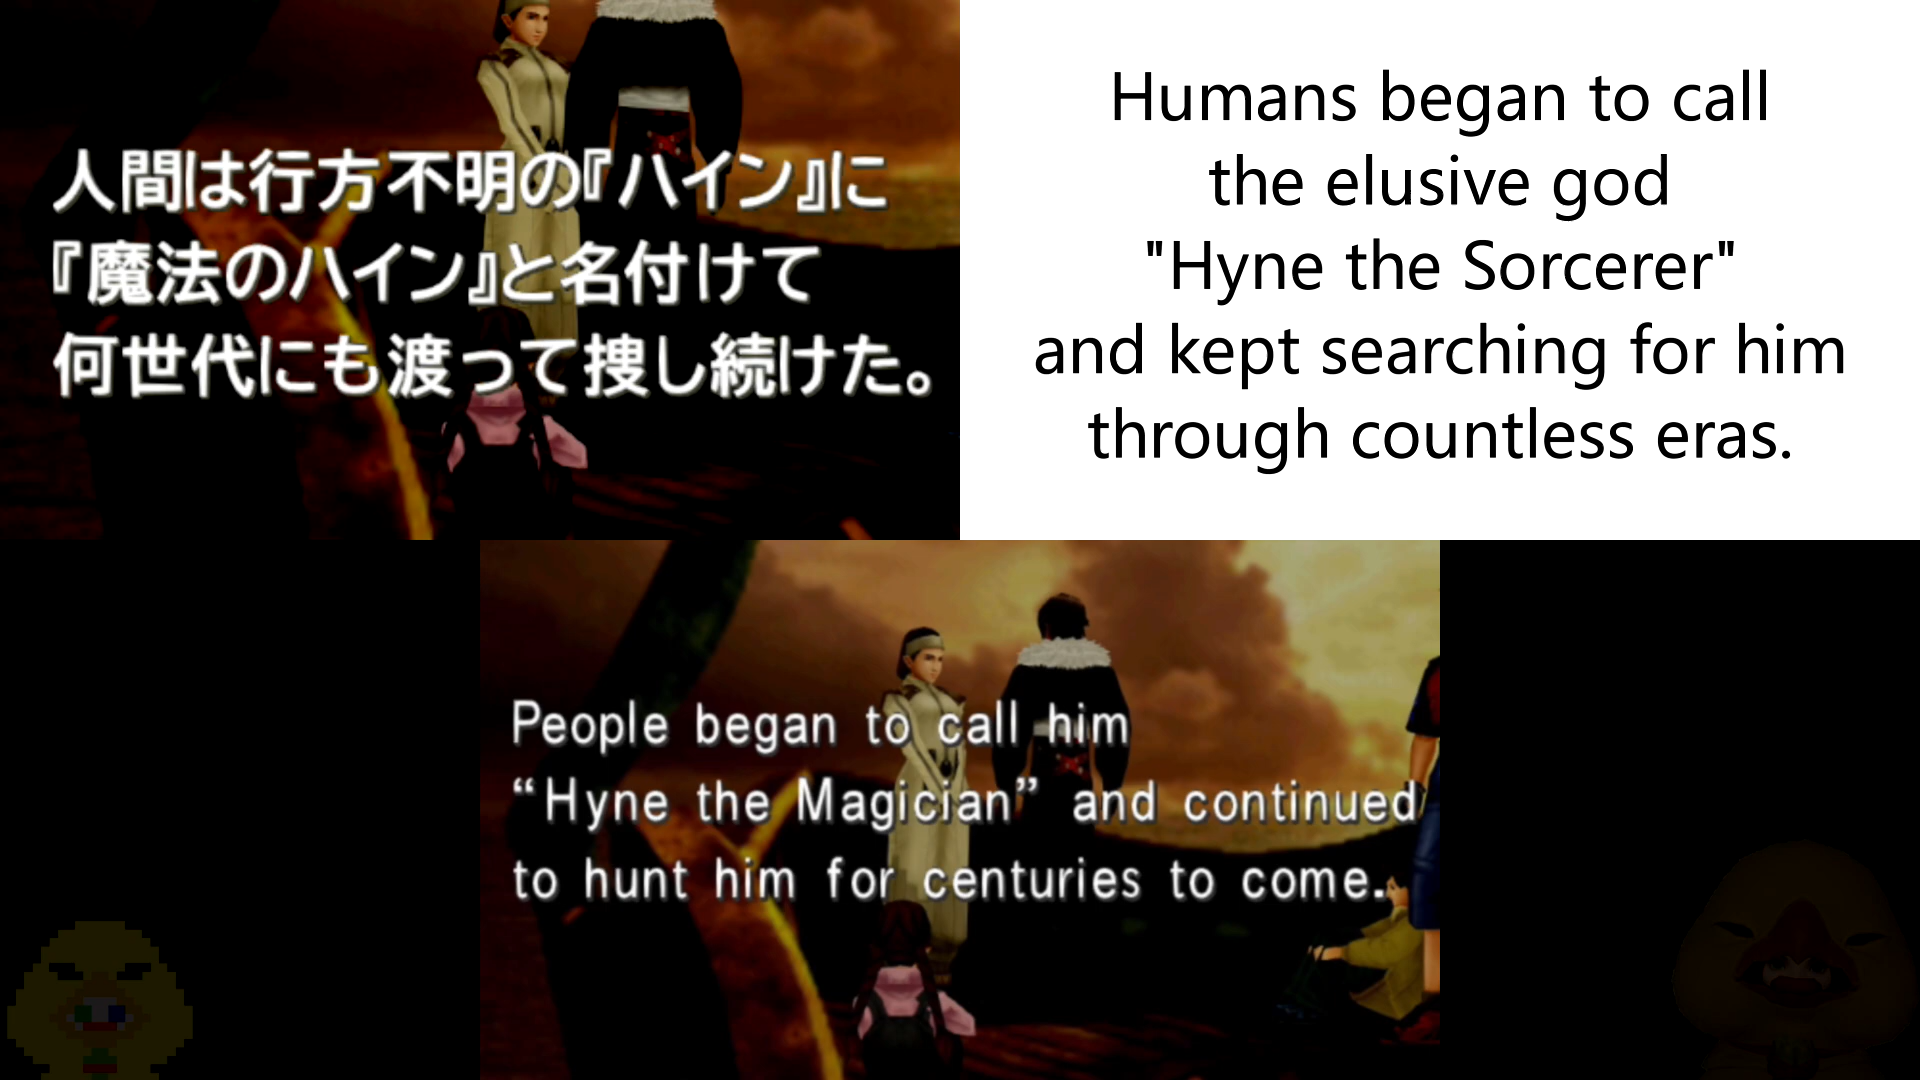 人間は行方不明の『ハイン』に
『魔法のハイン』と名付けて
何世代にも渡って捜し続けた。
Humans began to call
the elusive god
"Hyne the Sorcerer"
and kept searching for him
through countless eras.
People began to call him
“Hyne the Magician” and continued
to hunt him for centuries to come.